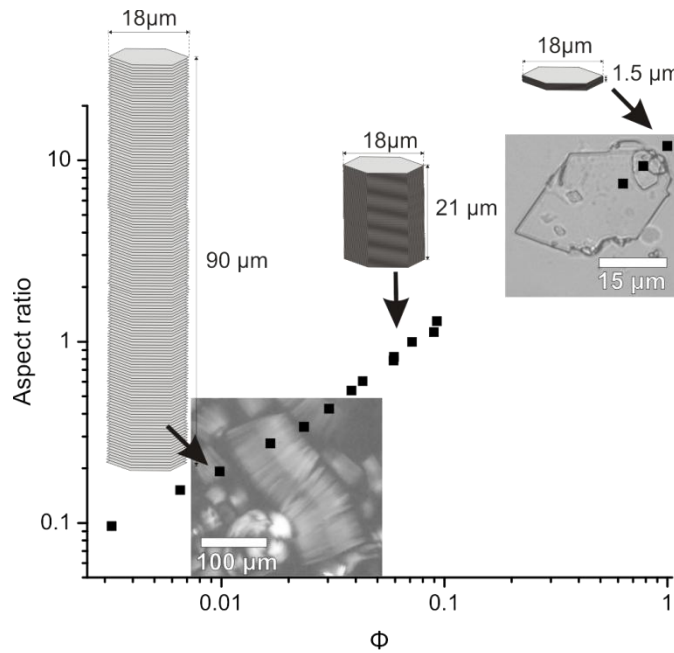 18µm
18µm
1.5 µm
18µm
10
21 µm
90 µm
15 µm
1
Aspect ratio
0.1
100 µm
0.01
0.1
1
Φ